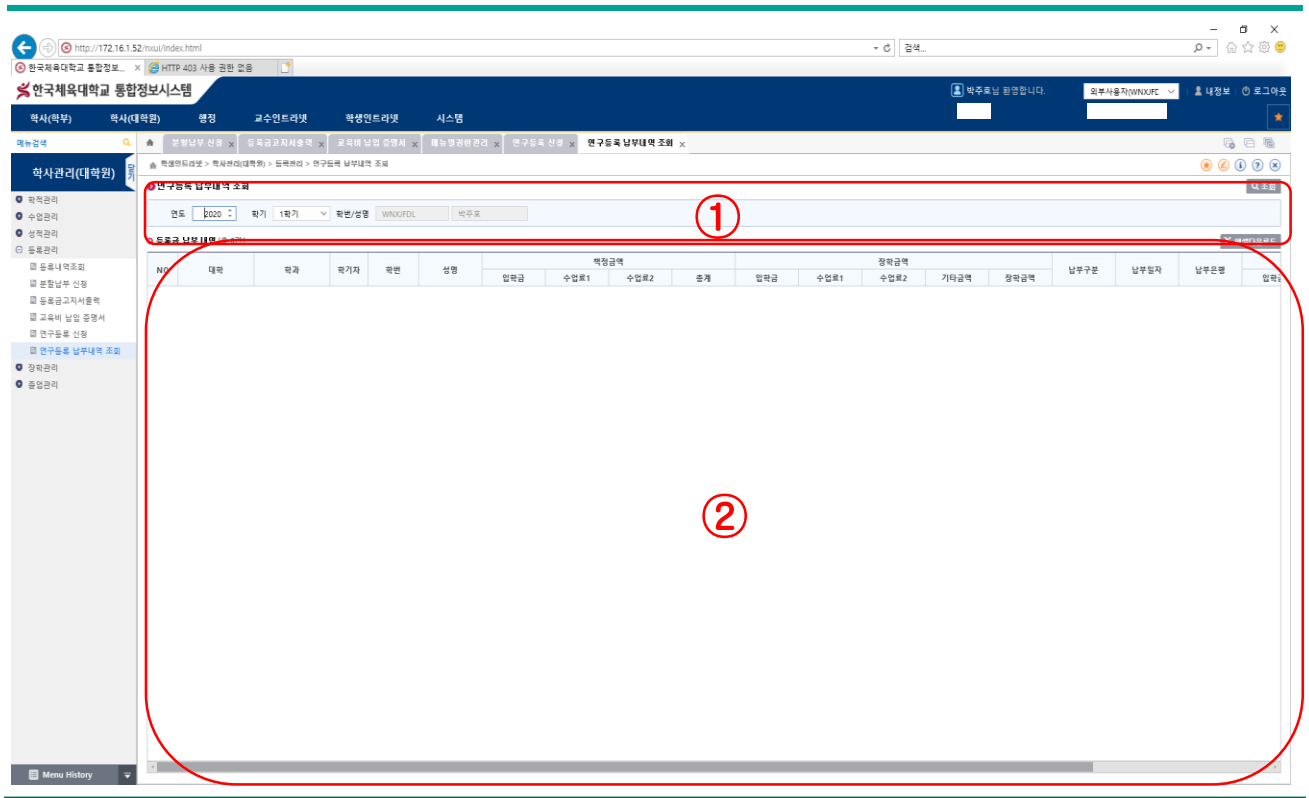 http://172.16.1.52/nxui/index.html
검색...
한국체육대학교 통합정보...
HTTP 403 사용 권한 없음
한국체육대학교 통합정보시스템
박주호님 환영합니다.
외부사용자(WNXJFE
내정보
로그아웃
학사(학부) 학사(대학원) 행정 교수인트라넷 학생인트라넷 시스템
메뉴검색
분할납부 신청 x 등록금고지서출력 x 교육비 납입 증명서 x 메뉴별권한관리 x 연구등록 신청 x 연구등록 납부내역 조회 x
학사관리(대학원)
닫기
학생인트라넷 > 학사관리(대학원) > 등록관리 > 연구등록 납부내역 조회
연구등록 납부내역 조회
조회
연도 2020 학기 1학기 학번/성명 WNXJFDL 박주호
①
등록금 납부 내역
엑셀다운로드
NO 대학 학과 학기차 학번 성명 책정금액 장학금액 납부구분 납부일자 납부은행
입학금 수업료1 수업료2 총계 입학금 수업료1 수업료2 기타금액 장학금액
②
학적관리
수업관리
성적관리
등록관리
등록내역조회
분할납부 신청
등록금고지서출력
교육비 납입 증명서
연구등록 신청
연구등록 납부내역 조회
장학관리
졸업관리
Menu History